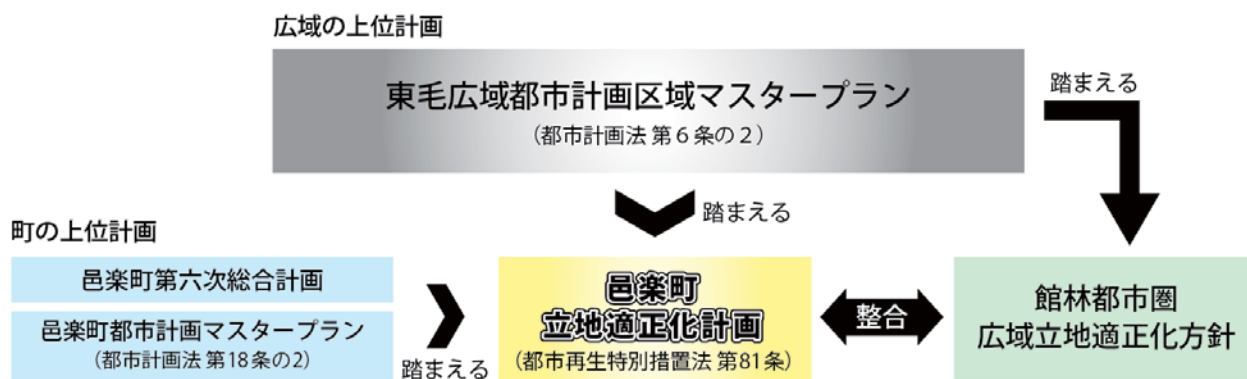 広域の上位計画
東毛広域都市計画区域マスタープラン
（都市計画法 第6条の2）
踏まえる
踏まえる
町の上位計画
邑楽町第六次総合計画
邑楽町都市計画マスタープラン
（都市計画法 第18条の2）
踏まえる
邑楽町
立地適正化計画
（都市再生特別措置法 第81条）
整合
館林都市圏
広域立地適正化方針